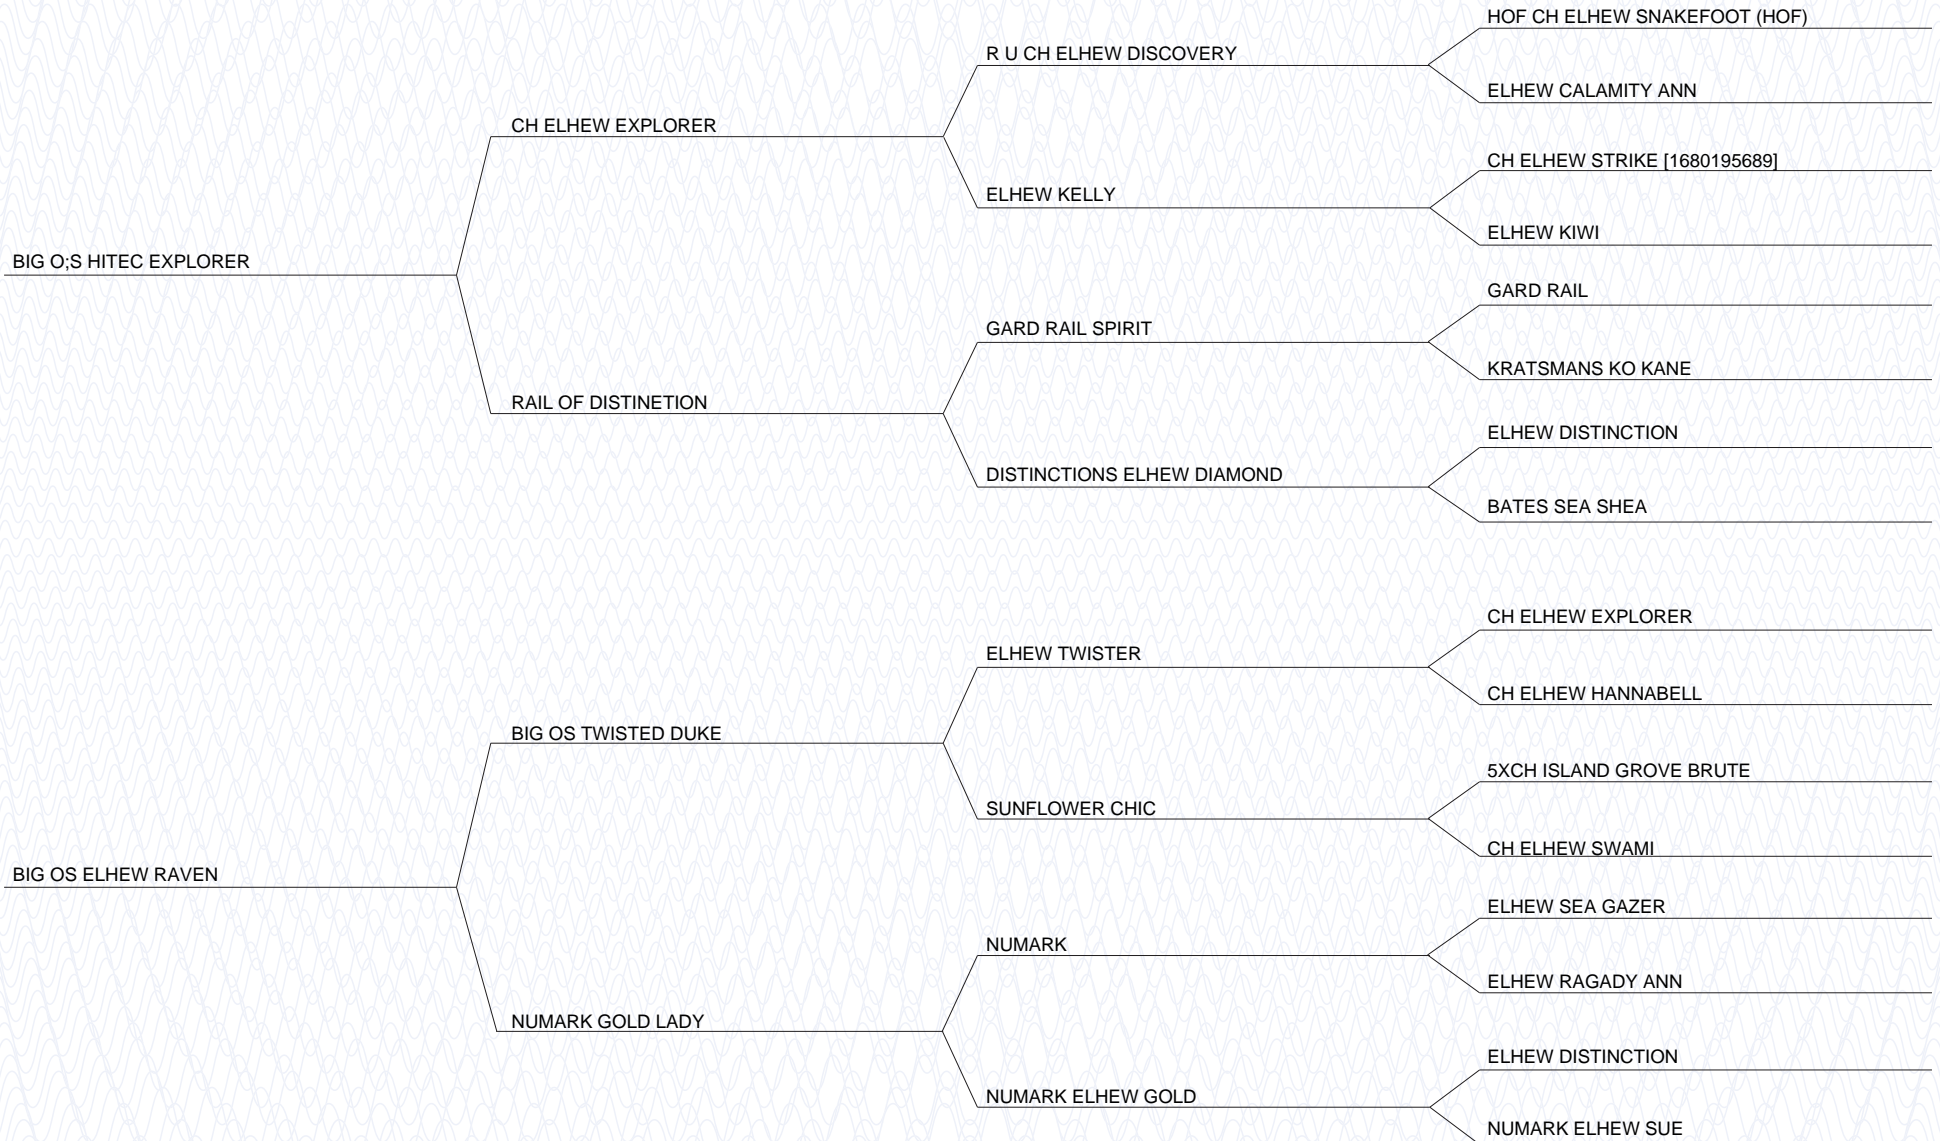 HOF CH ELHEW SNAKEFOOT (HOF)
R U CH ELHEW DISCOVERY
ELHEW CALAMITY ANN
CH ELHEW EXPLORER
CH ELHEW STRIKE [1680195689]
ELHEW KELLY
ELHEW KIWI
BIG O;S HITEC EXPLORER
GARD RAIL
GARD RAIL SPIRIT
KRATSMANS KO KANE
RAIL OF DISTINETION
ELHEW DISTINCTION
DISTINCTIONS ELHEW DIAMOND
BATES SEA SHEA
CH ELHEW EXPLORER
ELHEW TWISTER
CH ELHEW HANNABELL
BIG OS TWISTED DUKE
5XCH ISLAND GROVE BRUTE
SUNFLOWER CHIC
CH ELHEW SWAMI
BIG OS ELHEW RAVEN
ELHEW SEA GAZER
NUMARK
ELHEW RAGADY ANN
NUMARK GOLD LADY
ELHEW DISTINCTION
NUMARK ELHEW GOLD
NUMARK ELHEW SUE